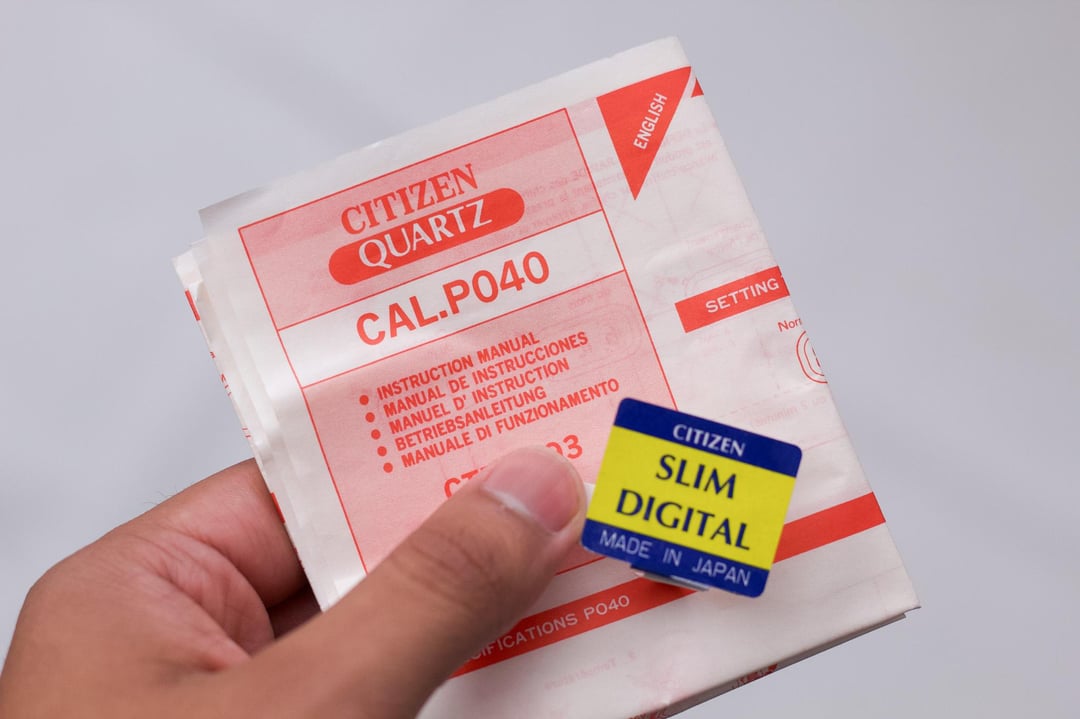 ENGLISH
CITIZEN
QUARTZ
CAL.P040
• INSTRUCTION MANUAL
• MANUAL DE INSTRUCCIONES
• MANUEL D' INSTRUCTION
• BETRIEBSANLEITUNG
• MANUALE DI FUNZIONAMENTO
SETTING
CITIZEN
SLIM
DIGITAL
MADE IN JAPAN
P040